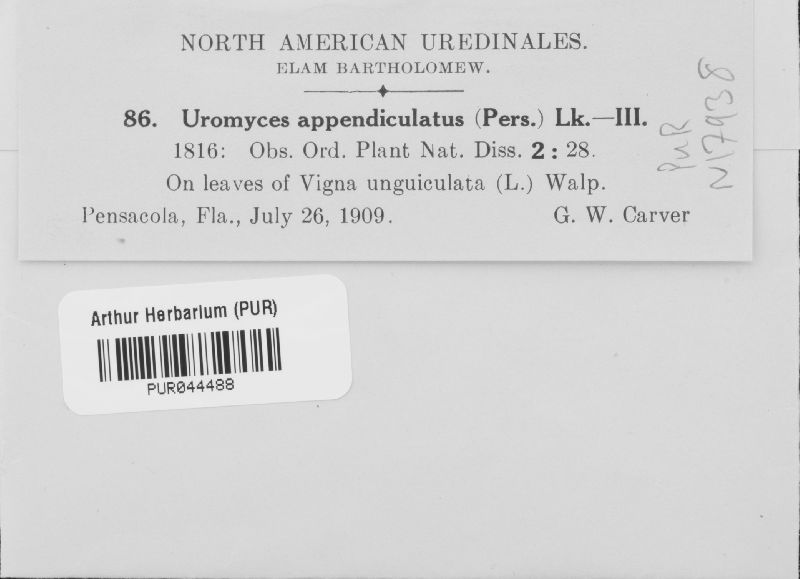 NORTH AMERICAN UREDINALES.
ELAM BARTHOLOMEW.
86. Uromyces appendiculatus (Pers.) Lk.—III.
1816: Obs. Ord. Plant Nat. Diss. 2 : 28.
On leaves of Vigna unguiculata (L.) Walp.
Pensacola, Fla., July 26, 1909. G. W. Carver
PUR
N17938
Arthur Herbarium (PUR)
PUR044488